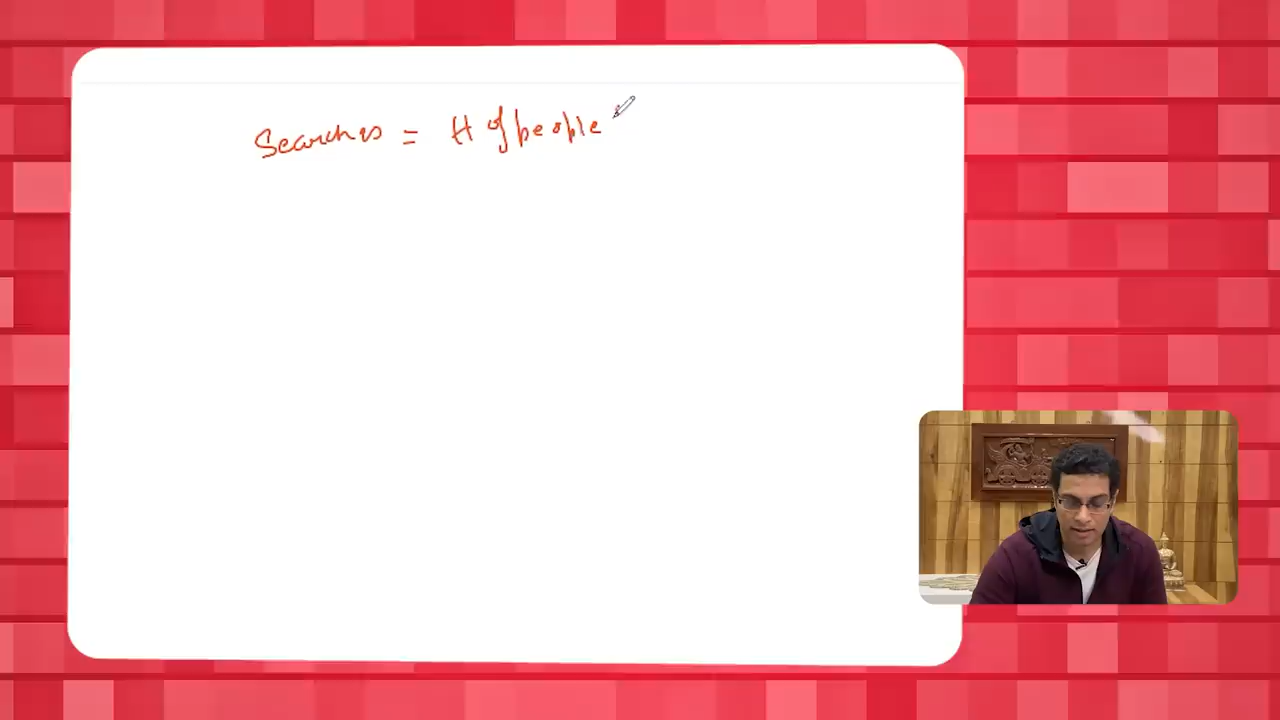 Searches = # of people